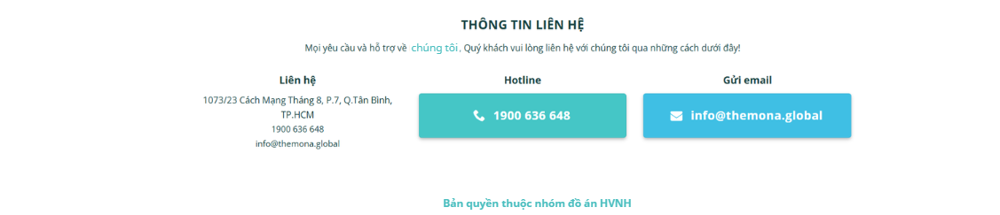 THÔNG TIN LIÊN HỆ
Mọi yêu cầu và hỗ trợ về chúng tôi. Quý khách vui lòng liên hệ với chúng tôi qua những cách dưới đây!
Liên hệ
1073/23 Cách Mạng Tháng 8, P.7, Q.Tân Bình,
TP.HCM
1900 636 648
info@themona.global
Hotline
1900 636 648
Gửi email
info@themona.global
Bản quyền thuộc nhóm đồ án HVNH